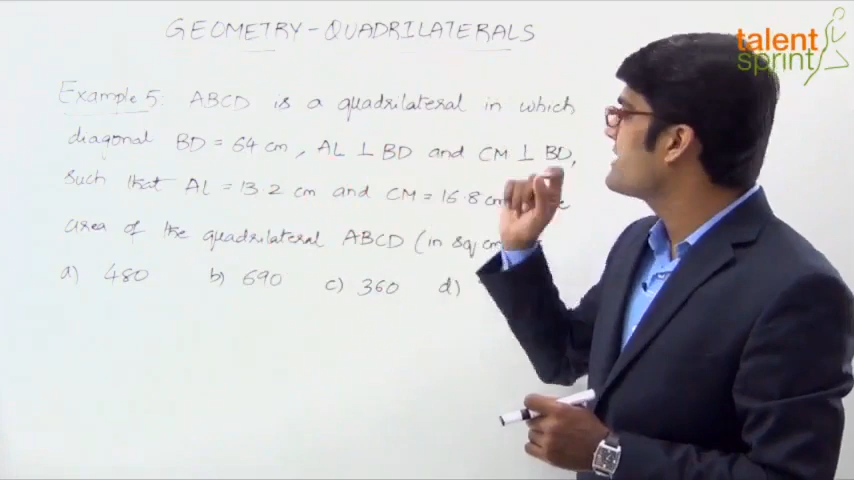 GEOMETRY-QUADRILATERALS
talent
sprint
Example 5: ABCD is a quadrilateral in which
diagonal BD = 64 cm, AL ⊥ BD and CM ⊥ BD,
such that AL = 13.2 cm and CM = 16.8 cm
area of the quadrilateral ABCD (in sq cm
a) 480 b) 690 c) 360 d)